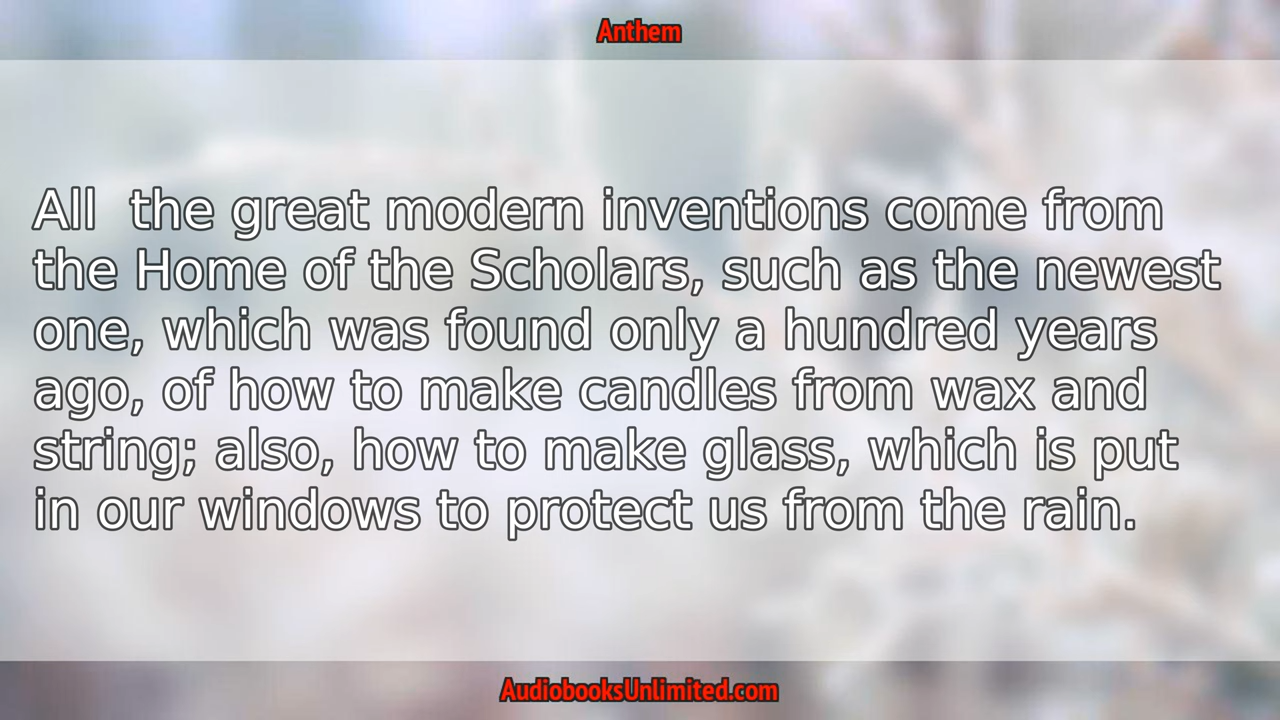 Anthem
All  the great modern inventions come from
the Home of the Scholars, such as the newest
one, which was found only a hundred years
ago, of how to make candles from wax and
string; also, how to make glass, which is put
in our windows to protect us from the rain.
AudiobooksUnlimited.com